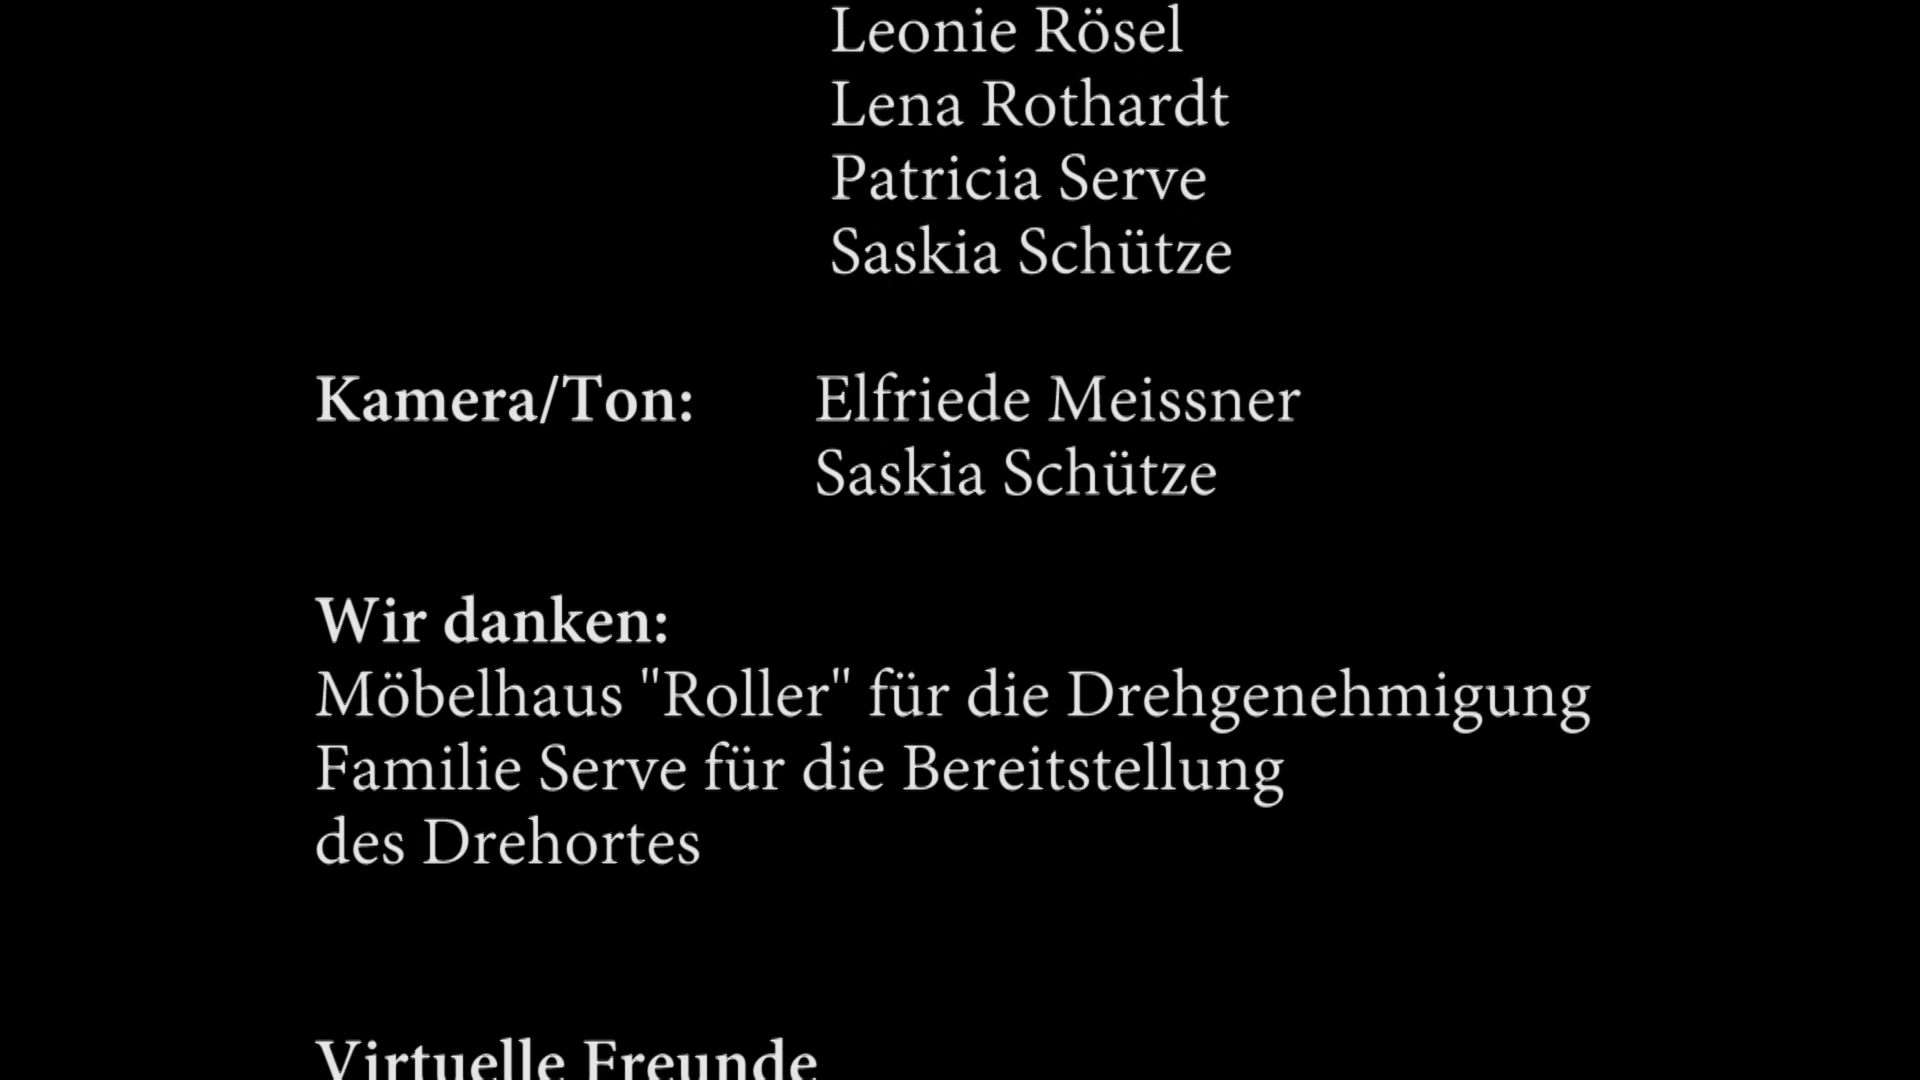 Leonie Rösel
Lena Rothardt
Patricia Serve
Saskia Schütze
Kamera/Ton: Elfriede Meissner
Saskia Schütze
Wir danken:
Möbelhaus "Roller" für die Drehgenehmigung
Familie Serve für die Bereitstellung
des Drehortes
Virtuelle Freunde